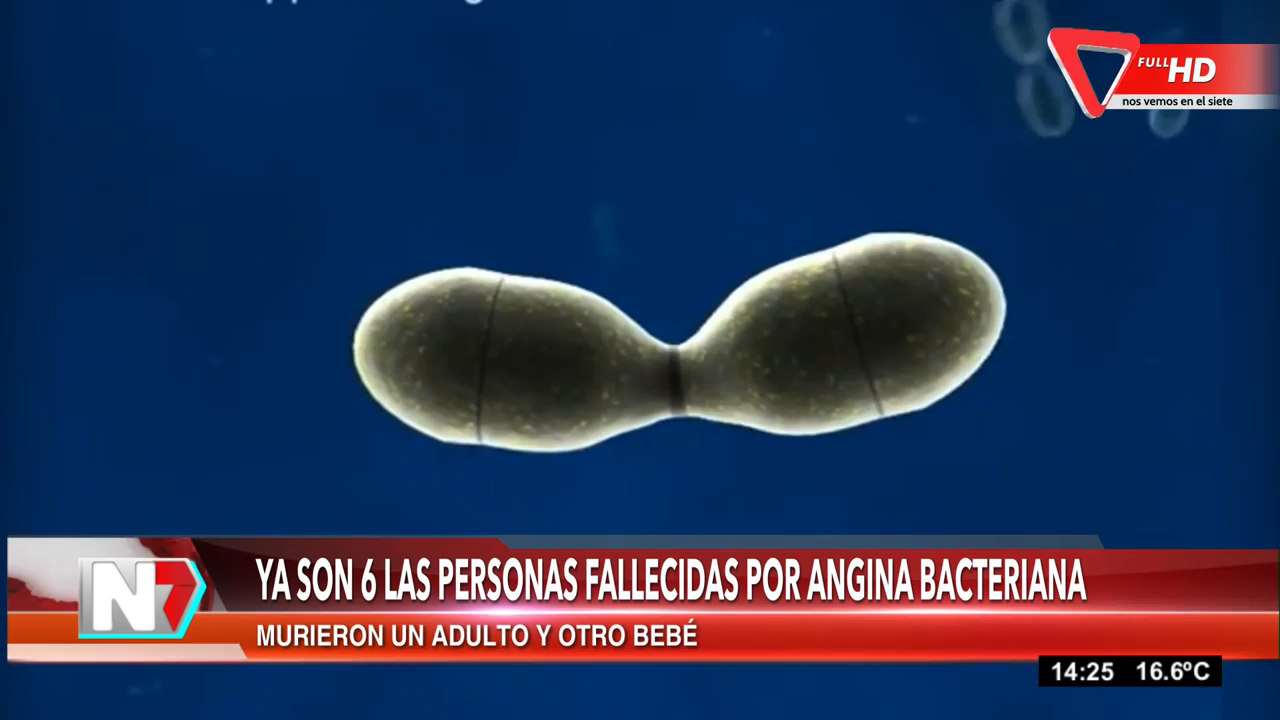 FULL HD
nos vemos en el siete
N7
YA SON 6 LAS PERSONAS FALLECIDAS POR ANGINA BACTERIANA
MURIERON UN ADULTO Y OTRO BEBÉ
14:25 16.6ºC